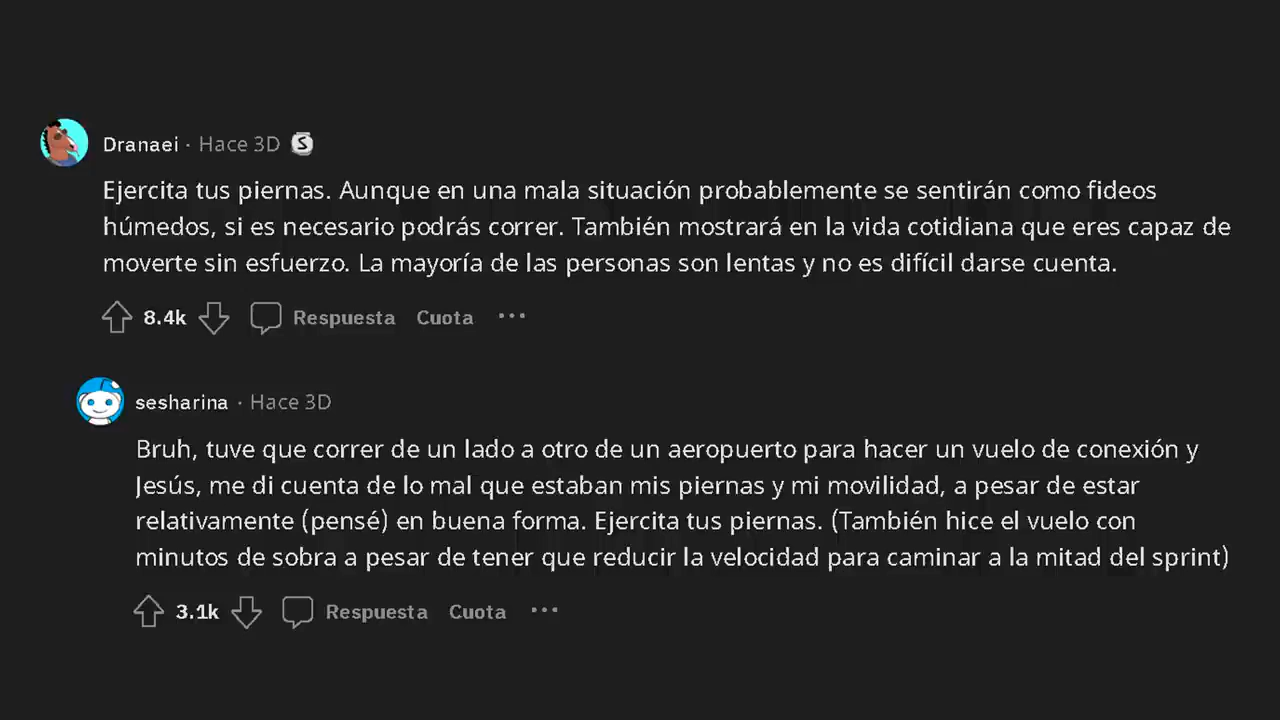 Dranaei · Hace 3D
Ejercita tus piernas. Aunque en una mala situación probablemente se sentirán como fideos
húmedos, si es necesario podrás correr. También mostrará en la vida cotidiana que eres capaz de
moverte sin esfuerzo. La mayoría de las personas son lentas y no es difícil darse cuenta.
8.4k Respuesta Cuota ···
sesharina · Hace 3D
Bruh, tuve que correr de un lado a otro de un aeropuerto para hacer un vuelo de conexión y
Jesús, me di cuenta de lo mal que estaban mis piernas y mi movilidad, a pesar de estar
relativamente (pensé) en buena forma. Ejercita tus piernas. (También hice el vuelo con
minutos de sobra a pesar de tener que reducir la velocidad para caminar a la mitad del sprint)
3.1k Respuesta Cuota ···